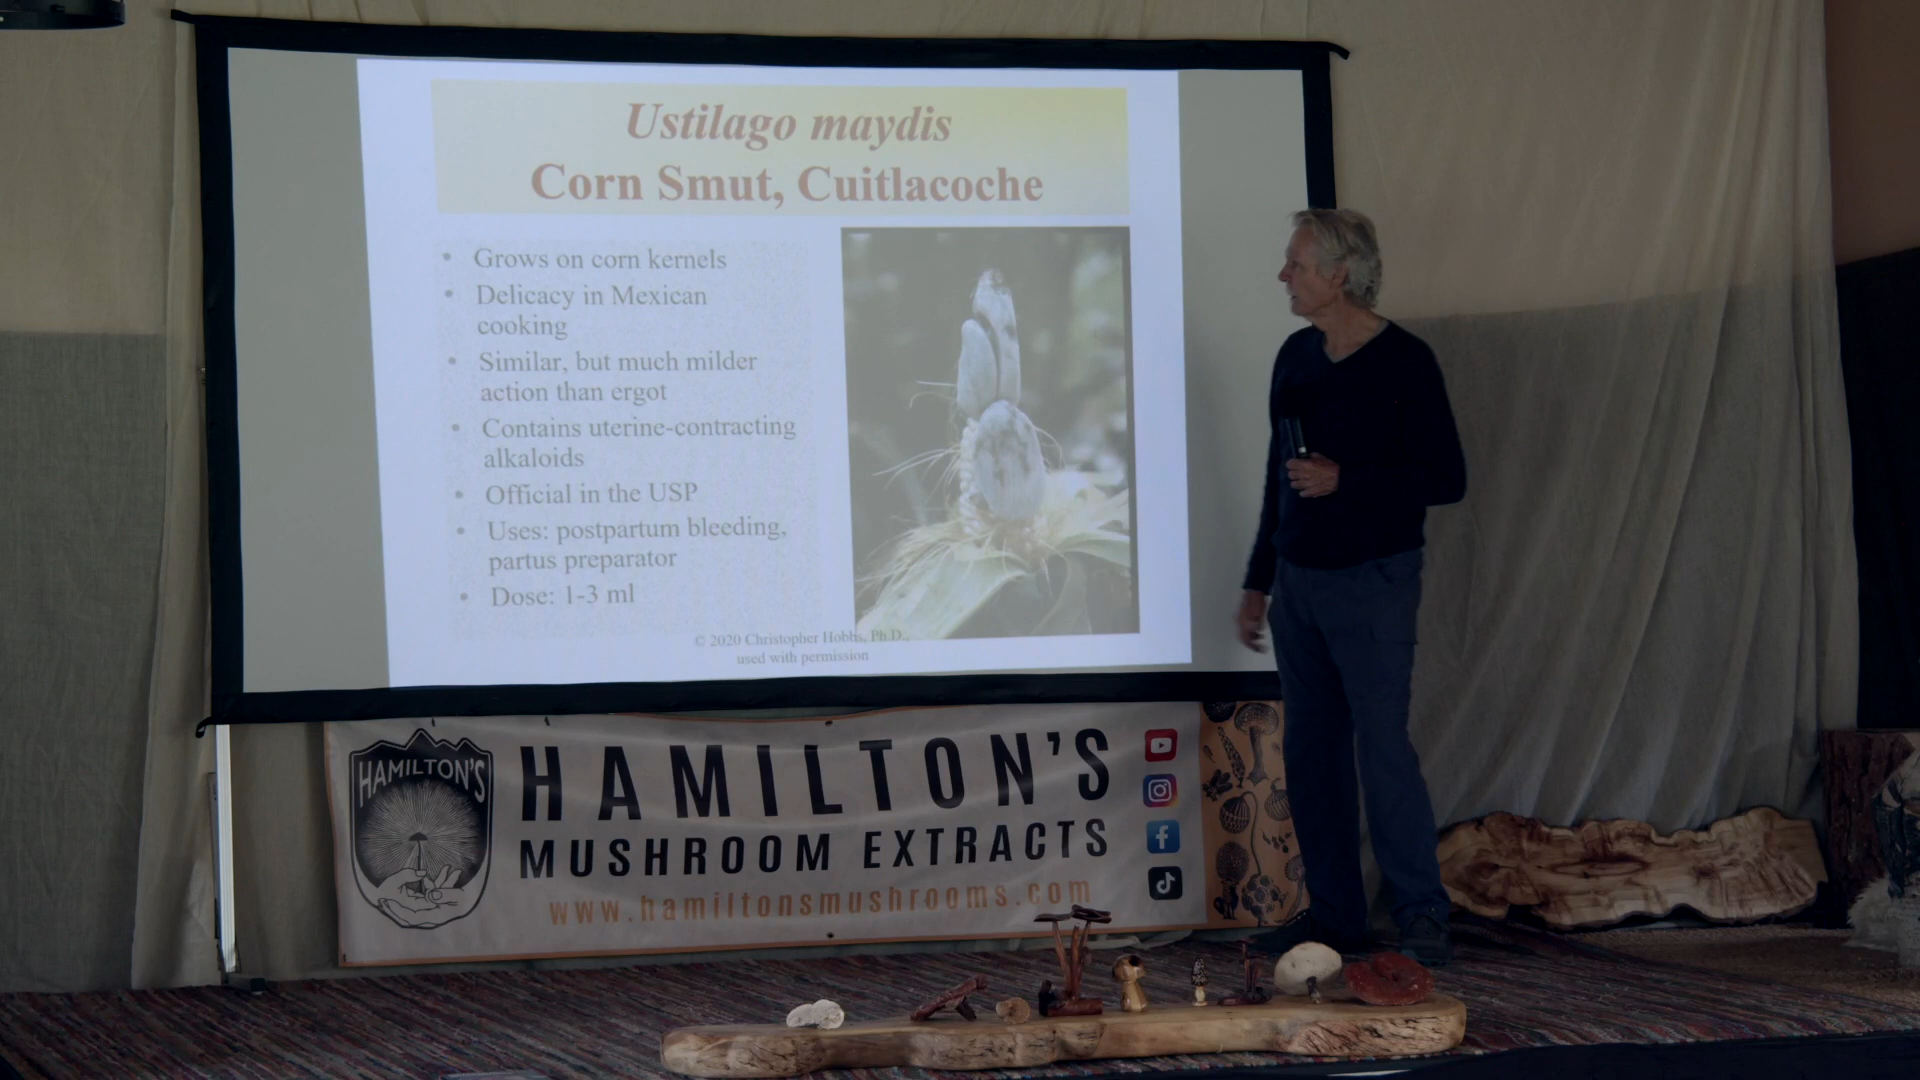 Ustilago maydis
Corn Smut, Cuitlacoche
• Grows on corn kernels
• Delicacy in Mexican
cooking
• Similar, but much milder
action than ergot
• Contains uterine-contracting
alkaloids
• Official in the USP
• Uses: postpartum bleeding,
partus preparator
• Dose: 1-3 ml
© 2020 Christopher Hobbs, Ph.D.,
used with permission
HAMILTON'S
HAMILTON'S
MUSHROOM EXTRACTS
www.hamiltonsmushrooms.com